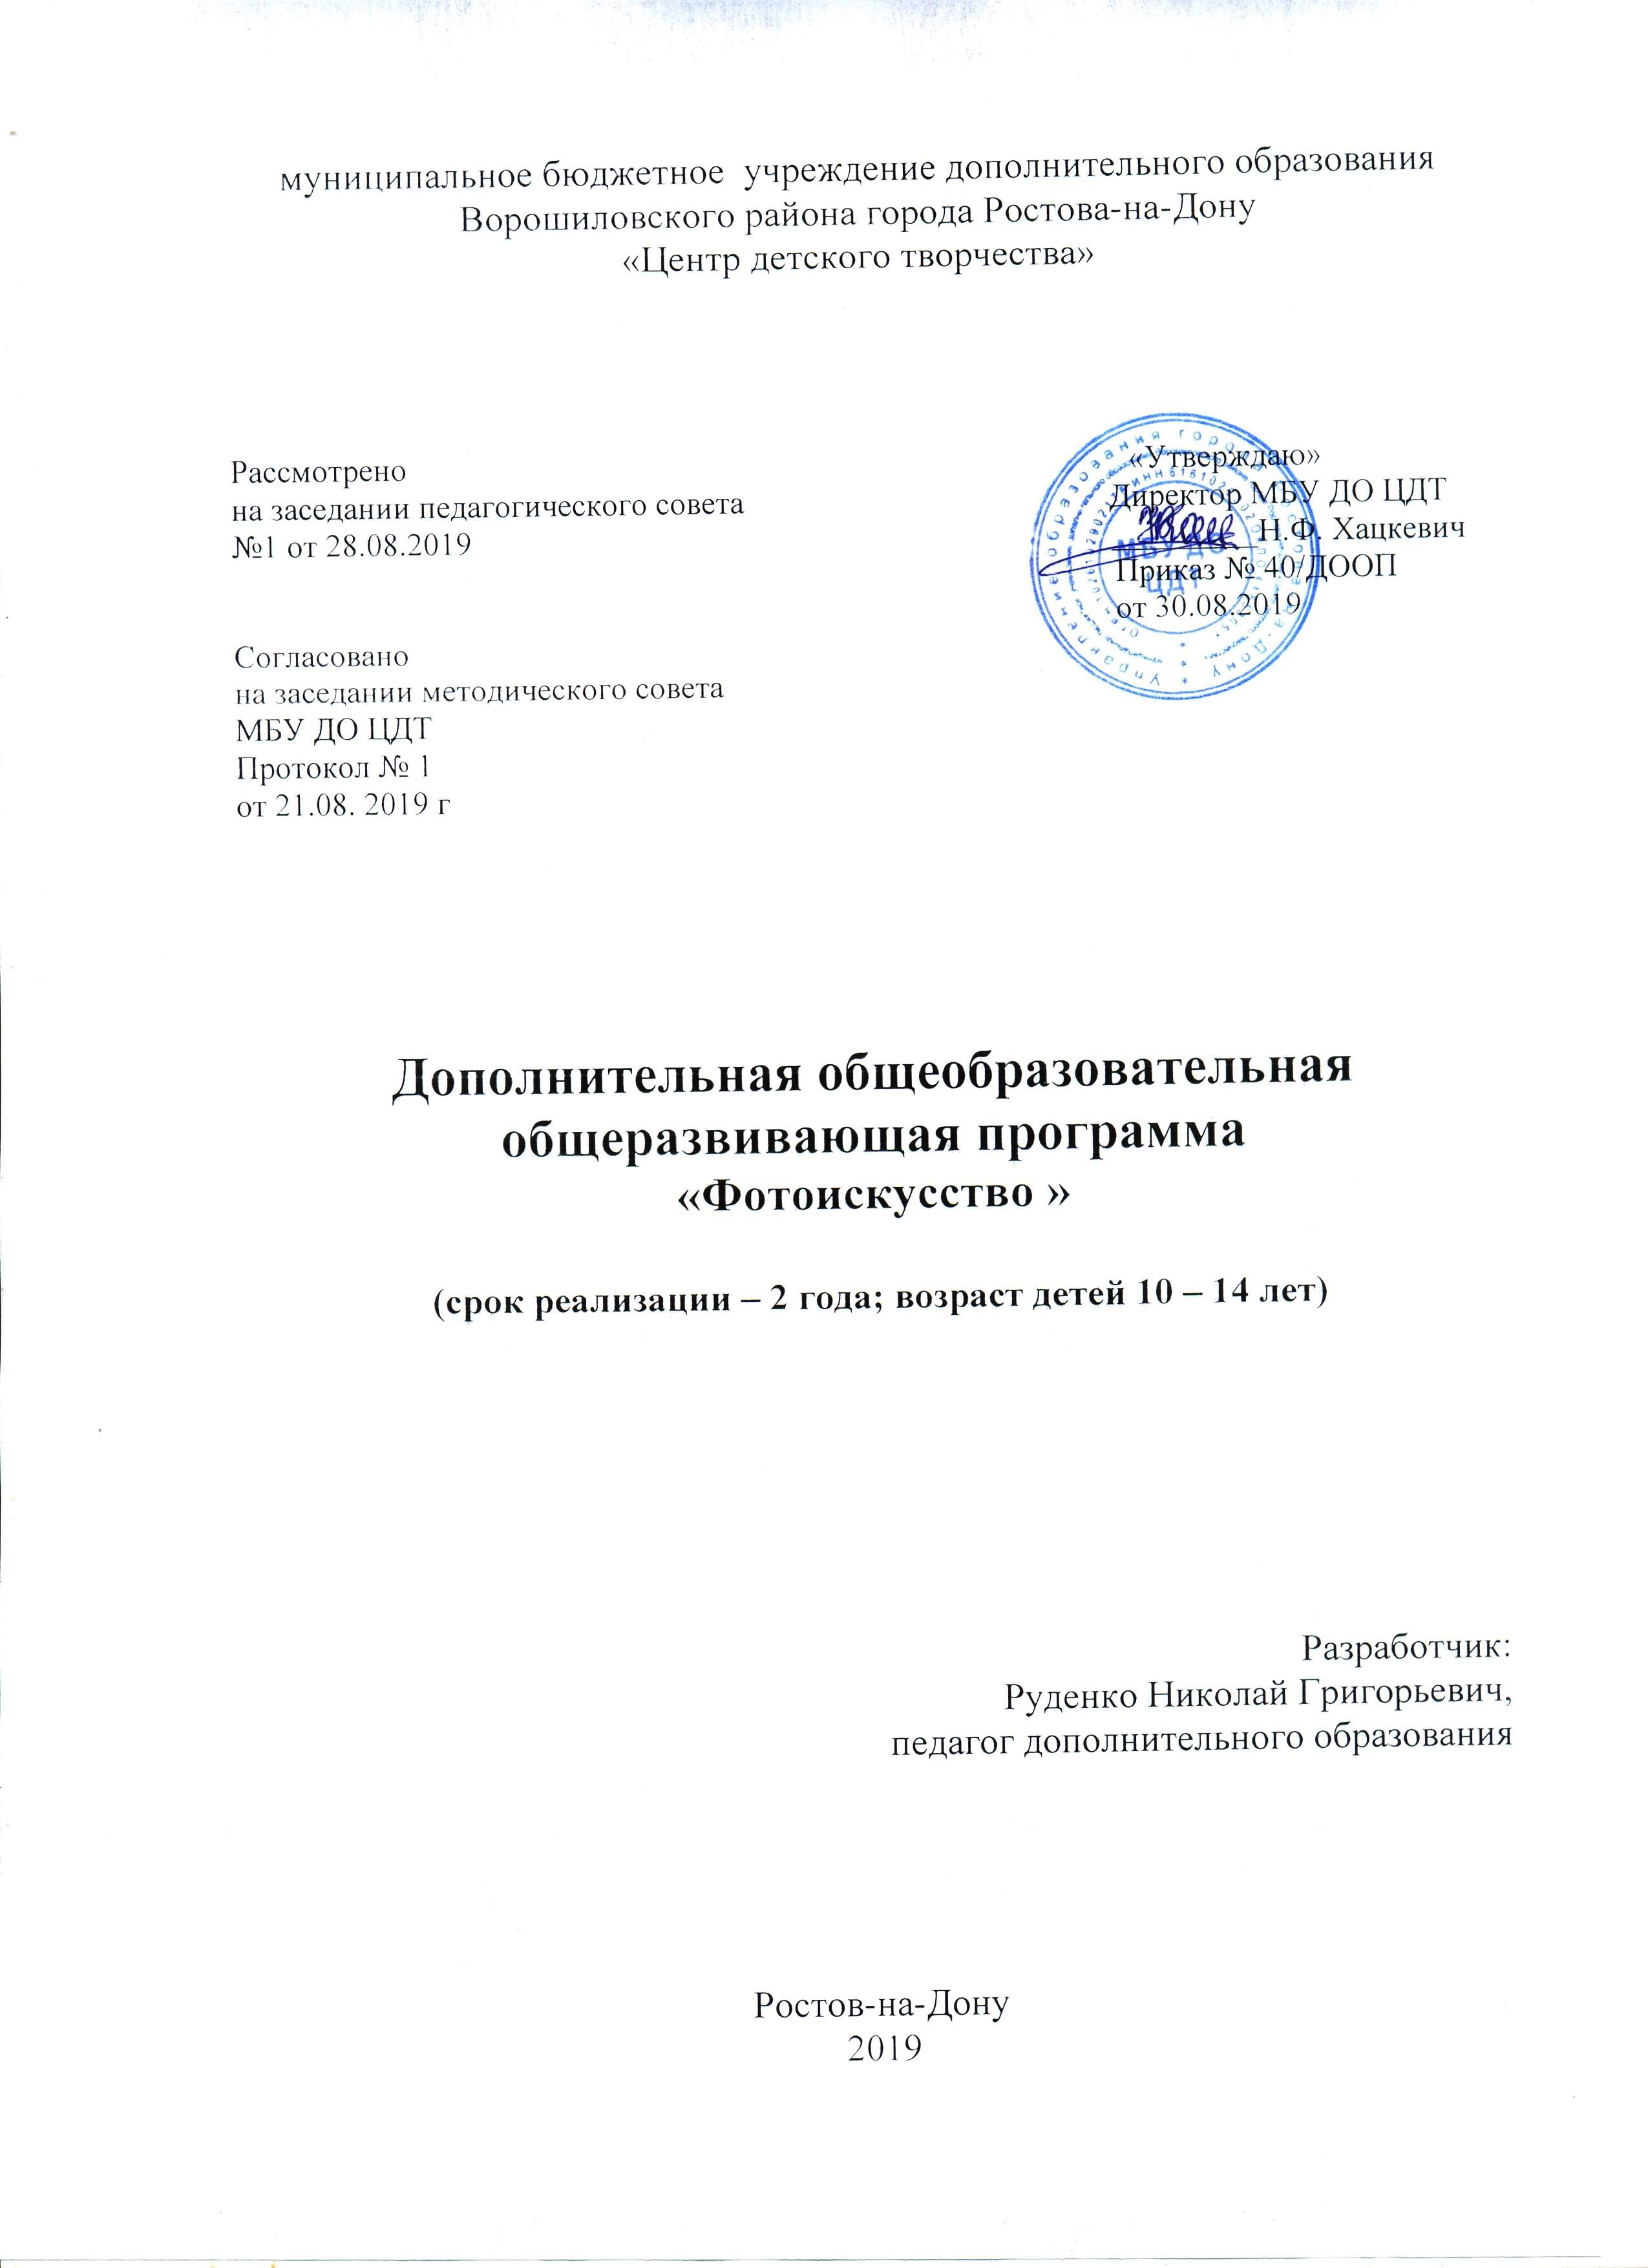 муниципальное бюджетное учреждение дополнительного образования
Ворошиловского района города Ростова-на-Дону
«Центр детского творчества»
Рассмотрено
на заседании педагогического совета
№1 от 28.08.2019
«Утверждаю»
Директор МБУ ДО ЦДТ
Н.Ф. Хацкевич
Приказ № 40/ДООП
от 30.08.2019
МБУ ДО
ЦДТ
Согласовано
на заседании методического совета
МБУ ДО ЦДТ
Протокол № 1
от 21.08. 2019 г
Дополнительная общеобразовательная
общеразвивающая программа
«Фотоискусство »
(срок реализации – 2 года; возраст детей 10 – 14 лет)
Разработчик:
Руденко Николай Григорьевич,
педагог дополнительного образования
Ростов-на-Дону
2019